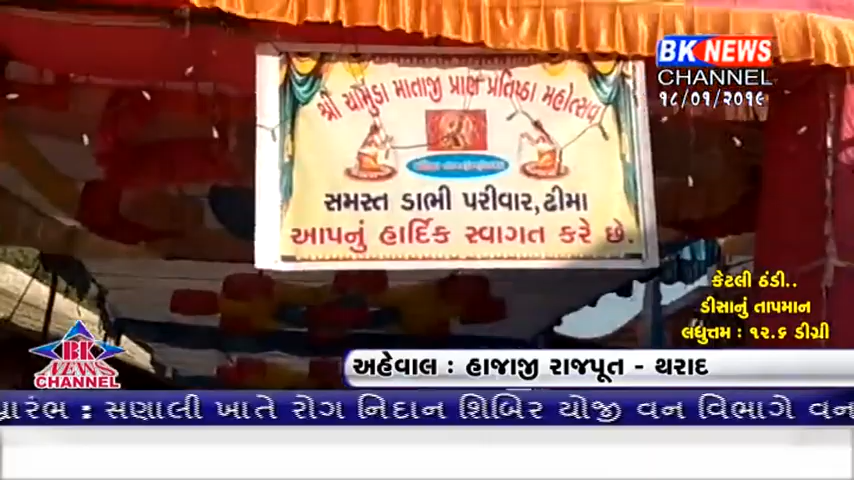 BK NEWS
CHANNEL
૧૮/૦૧/૨૦૧૯
શ્રી ચામુંડા માતાજી પ્રાણ પ્રતિષ્ઠા મહોત્સવ
સમસ્ત ડાભી પરીવાર,ઢીમા
આપનું હાર્દિક સ્વાગત કરે છે.
કેટલી ઠંડી..
ડીસાનું તાપમાન
લઘુત્તમ : ૧૨.૬ ડીગ્રી
BK
NEWS
CHANNEL
અહેવાલ : હાજાજી રાજપૂત - થરાદ
પ્રારંભ : સણાલી ખાતે રોગ નિદાન શિબિર યોજી વન વિભાગે વન